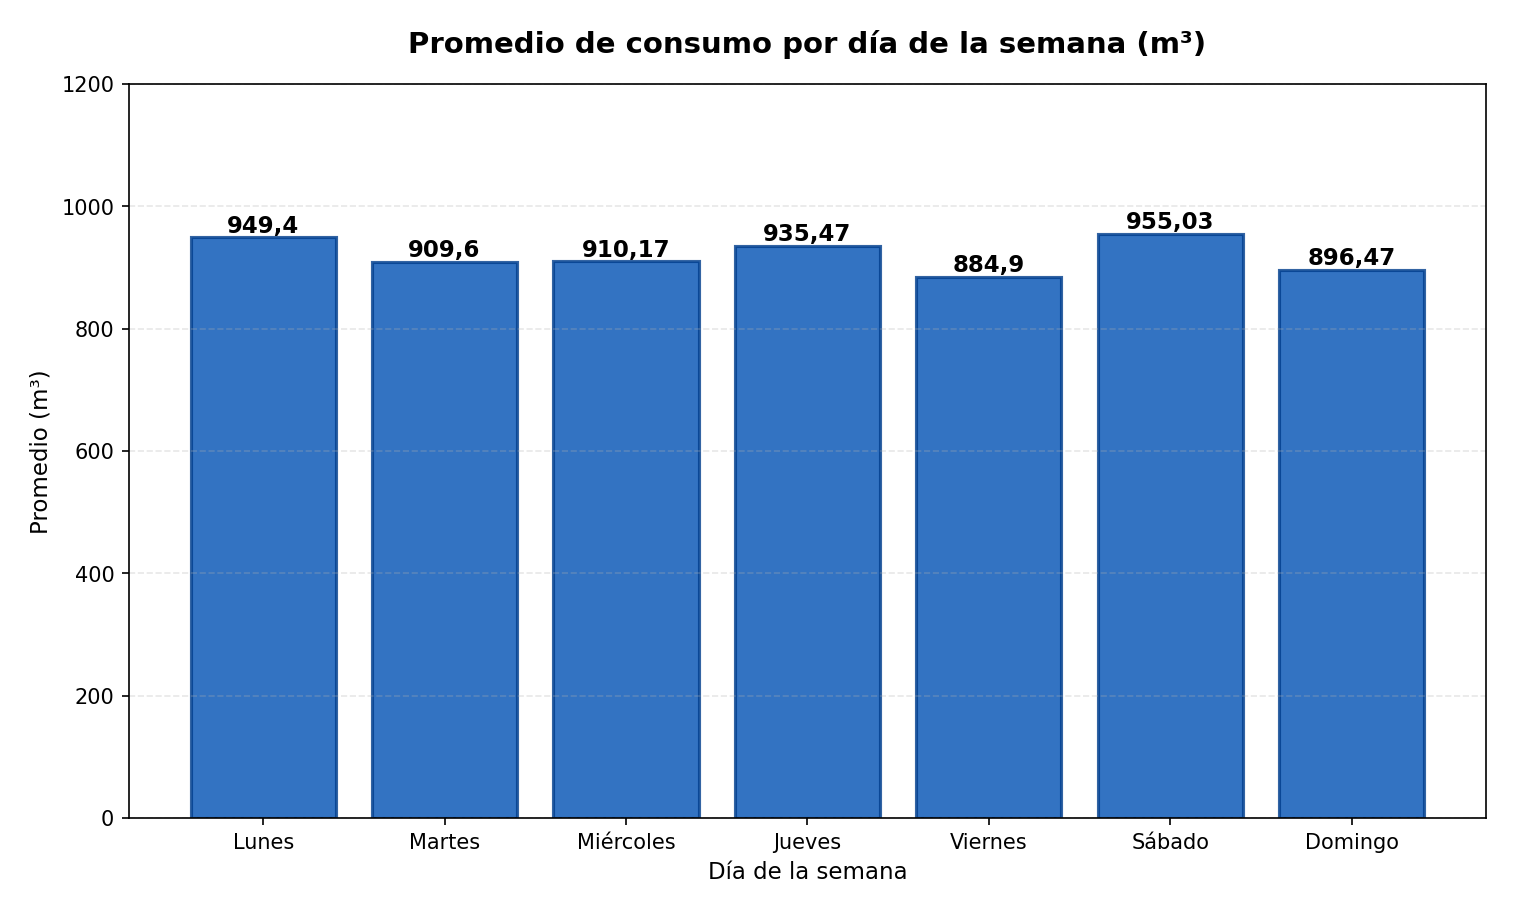 Promedio de consumo por día de la semana (m³)
1200
1000
800
600
400
200
0
Promedio (m³)
949,4
909,6
910,17
935,47
884,9
955,03
896,47
Lunes
Martes
Miércoles
Jueves
Viernes
Sábado
Domingo
Día de la semana